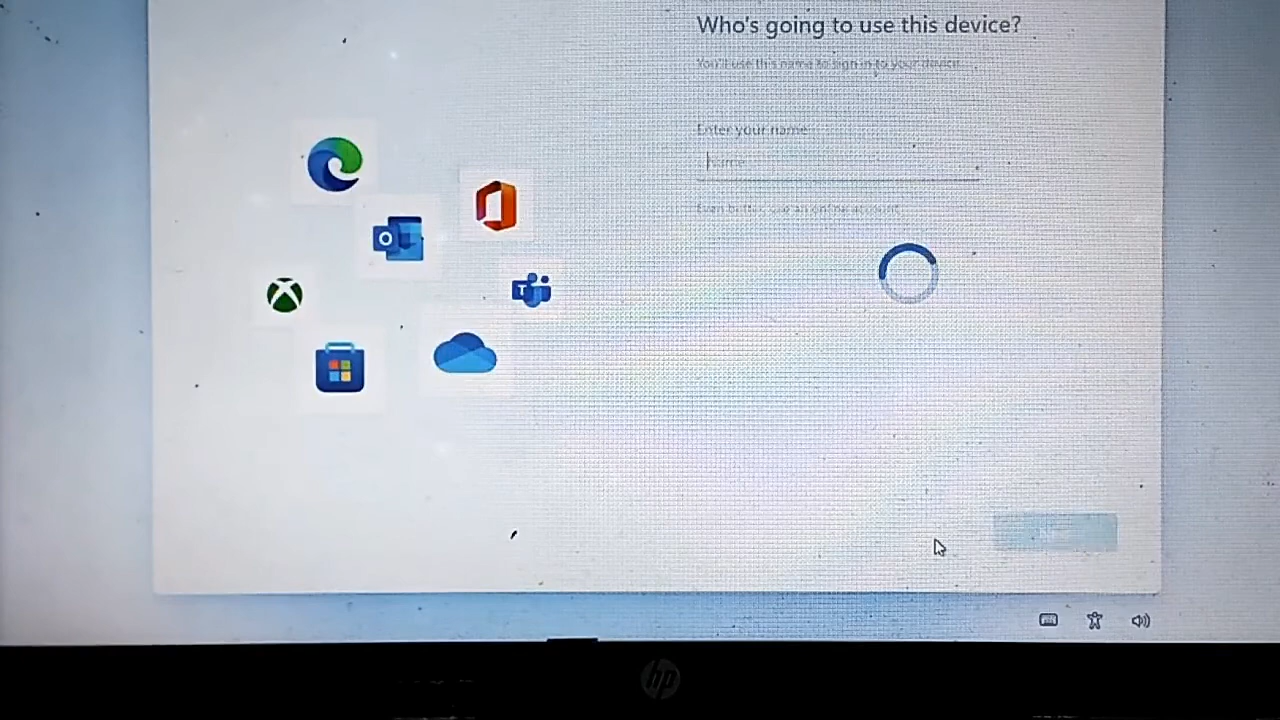 Who's going to use this device?
You'll use this name to sign in to your device.
Enter your name
Name
Even better, use an online account
hp